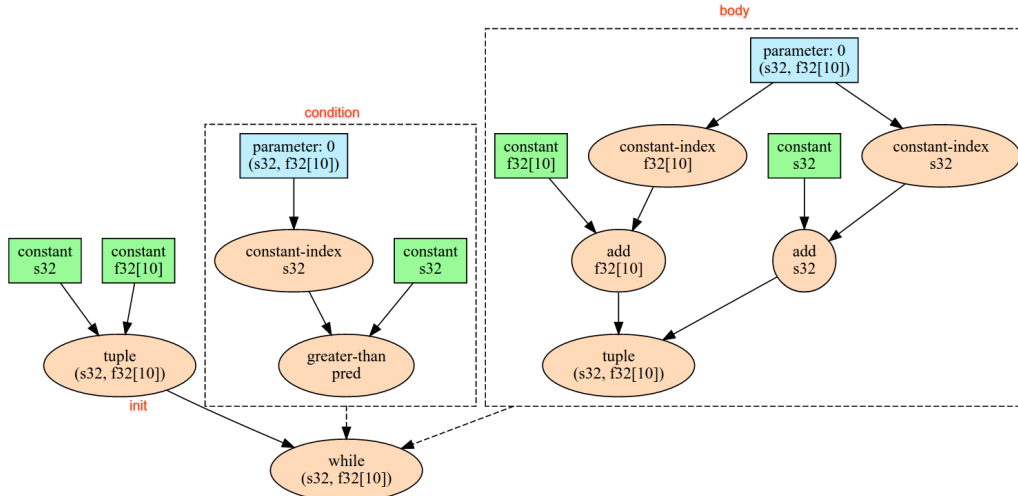 body
parameter: 0
(s32, f32[10])
condition
constant
f32[10]
constant-index
f32[10]
constant
s32
constant-index
s32
parameter: 0
(s32, f32[10])
constant
s32
constant
f32[10]
constant-index
s32
constant
s32
add
f32[10]
add
s32
tuple
(s32, f32[10])
greater-than
pred
tuple
(s32, f32[10])
init
while
(s32, f32[10])